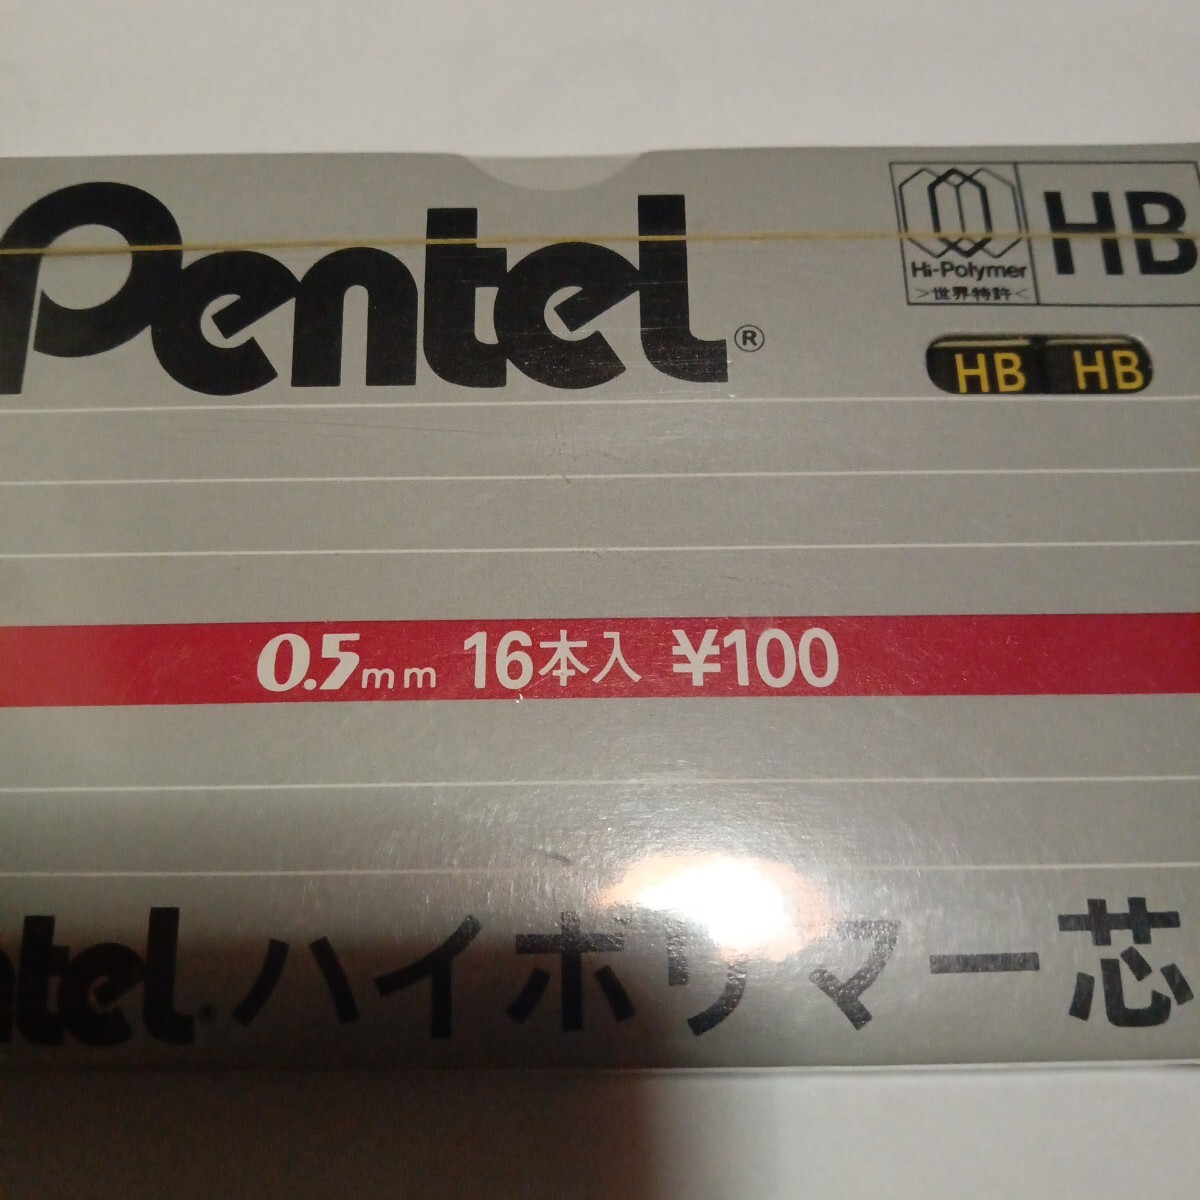 Pentel®
HB
Hi-Polymer
>世界特許<
HB HB
0.5mm 16本入 ¥100
ntel®ハイポリマー芯